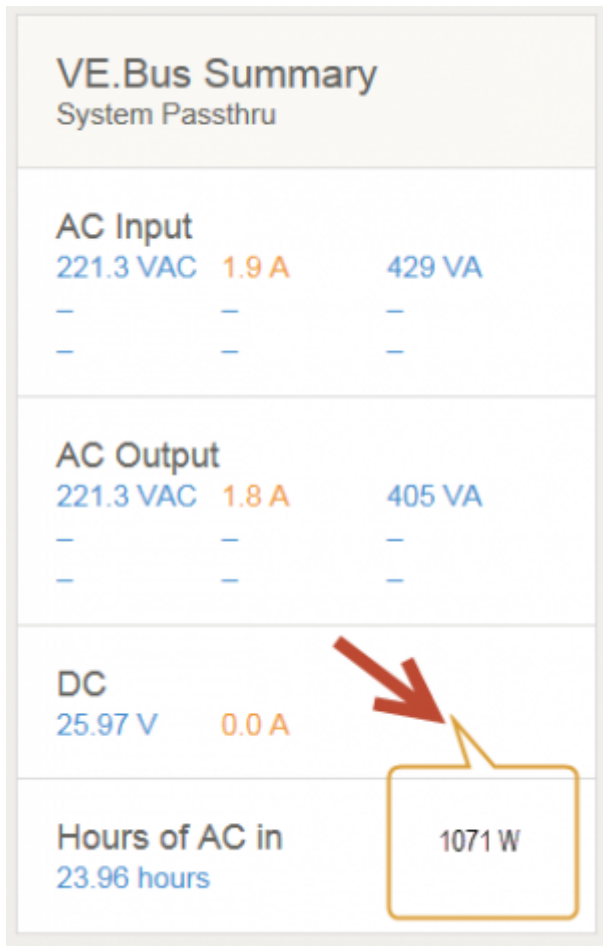 VE.Bus Summary
System Passthru
AC Input
221.3 VAC 1.9 A 429 VA
– – –
– – –
AC Output
221.3 VAC 1.8 A 405 VA
– – –
– – –
DC
25.97 V 0.0 A
Hours of AC in
1071 W
23.96 hours